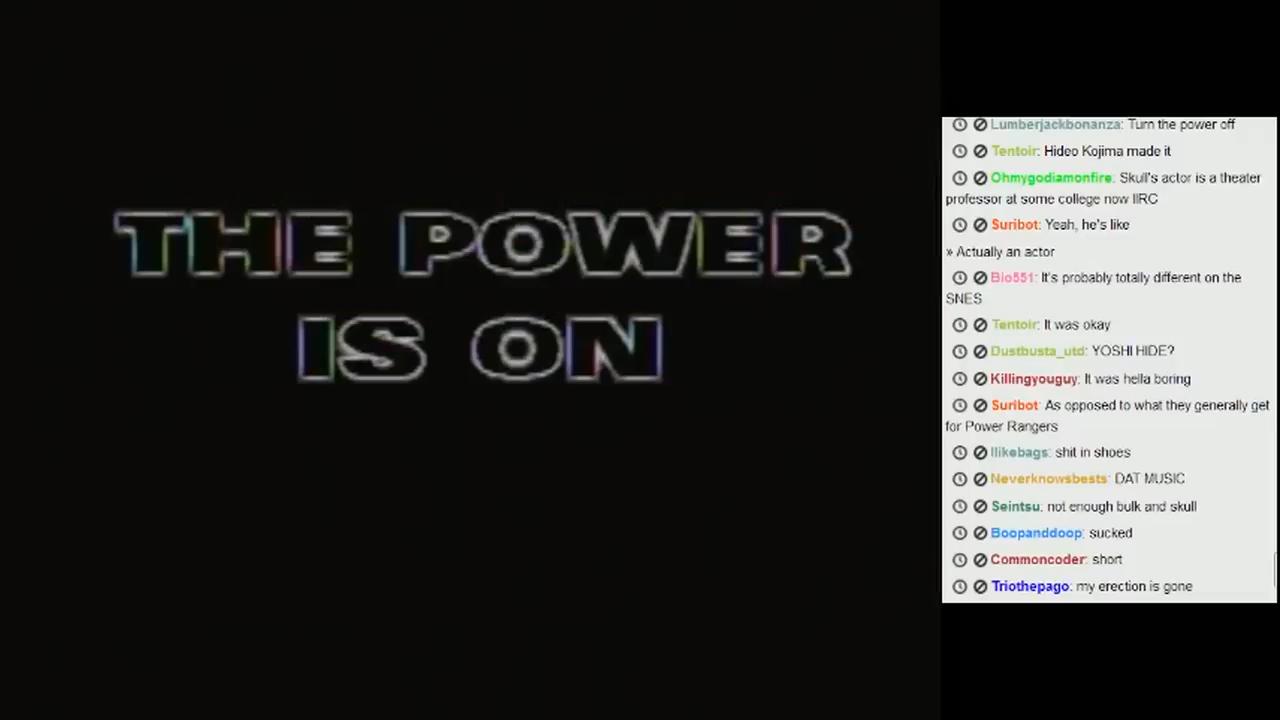 THE POWER
IS ON
Lumberjackbonanza: Turn the power off
Tentoir: Hideo Kojima made it
Ohmygodiamonfire: Skull's actor is a theater
professor at some college now IIRC
Suribot: Yeah, he's like
» Actually an actor
Bio551: It's probably totally different on the
SNES
Tentoir: It was okay
Dustbusta_utd: YOSHI HIDE?
Killingyouguy: It was hella boring
Suribot: As opposed to what they generally get
for Power Rangers
Ilikebags: shit in shoes
Neverknowsbests: DAT MUSIC
Seintsu: not enough bulk and skull
Boopanddoop: sucked
Commoncoder: short
Triothepago: my erection is gone